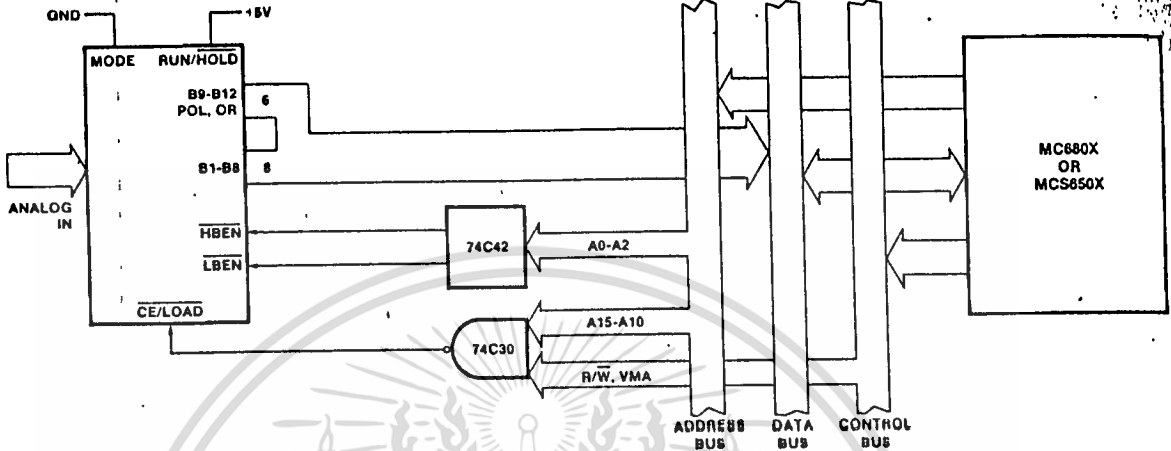 GND
+5V
MODE RUN/HOLD
B9-B12
POL, OR
6
B1-B8
8
ANALOG
IN
HBEN
LBEN
CE/LOAD
74C42
A0-A2
74C30
A15-A10
R/W, VMA
MC680X
OR
MCS650X
ADDRESS
BUS
DATA
BUS
CONTROL
BUS